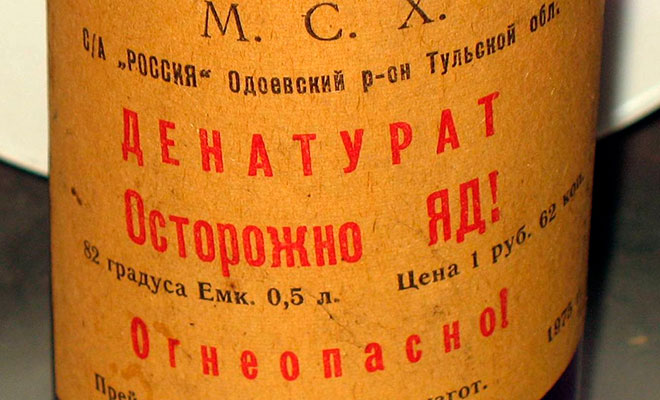 М. С. Х.
С/А „РОССИЯ“ Одоевский р-он Тульской обл.
ДЕНАТУРАТ
Осторожно ЯД!
82 градуса Емк. 0,5 л. Цена 1 руб. 62 коп.
Огнеопасно!